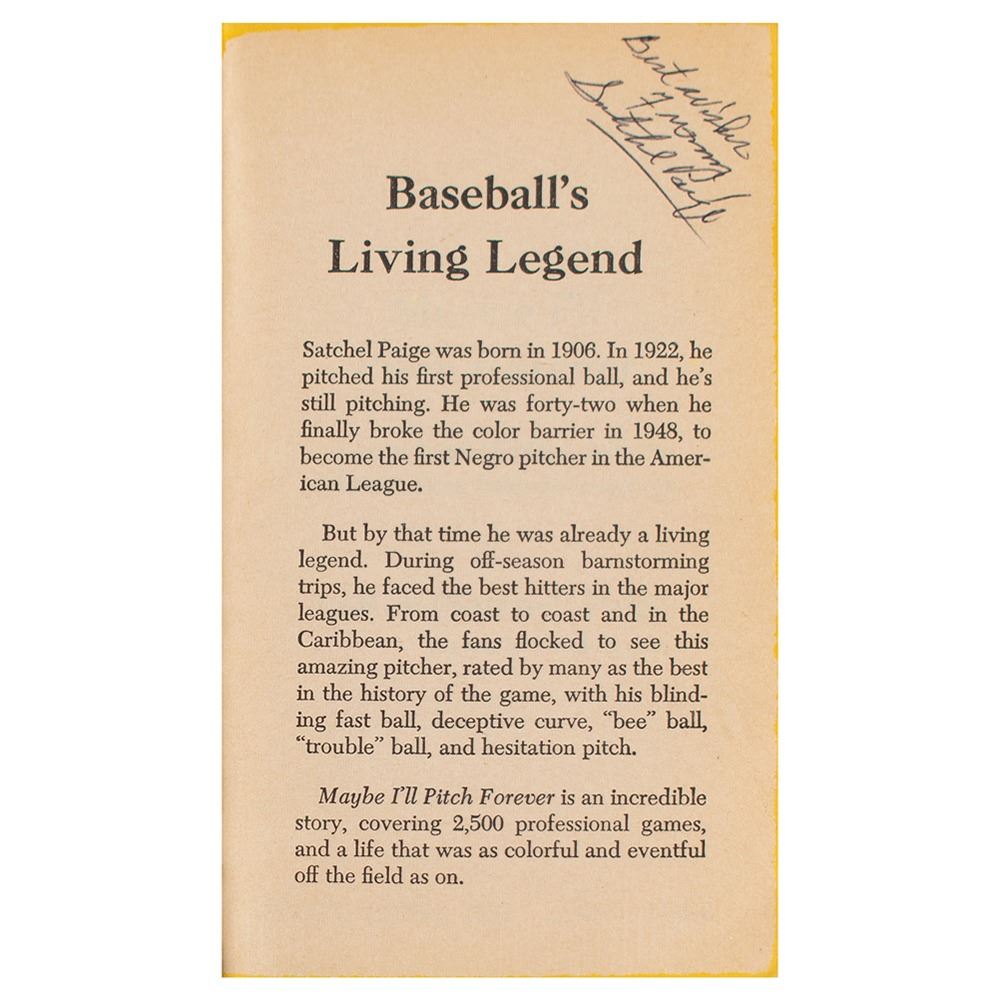 Best wishes
Satchel Paige
Baseball's
Living Legend
Satchel Paige was born in 1906. In 1922, he
pitched his first professional ball, and he's
still pitching. He was forty-two when he
finally broke the color barrier in 1948, to
become the first Negro pitcher in the Amer-
ican League.
But by that time he was already a living
legend. During off-season barnstorming
trips, he faced the best hitters in the major
leagues. From coast to coast and in the
Caribbean, the fans flocked to see this
amazing pitcher, rated by many as the best
in the history of the game, with his blind-
ing fast ball, deceptive curve, “bee” ball,
“trouble” ball, and hesitation pitch.
Maybe I'll Pitch Forever is an incredible
story, covering 2,500 professional games,
and a life that was as colorful and eventful
off the field as on.